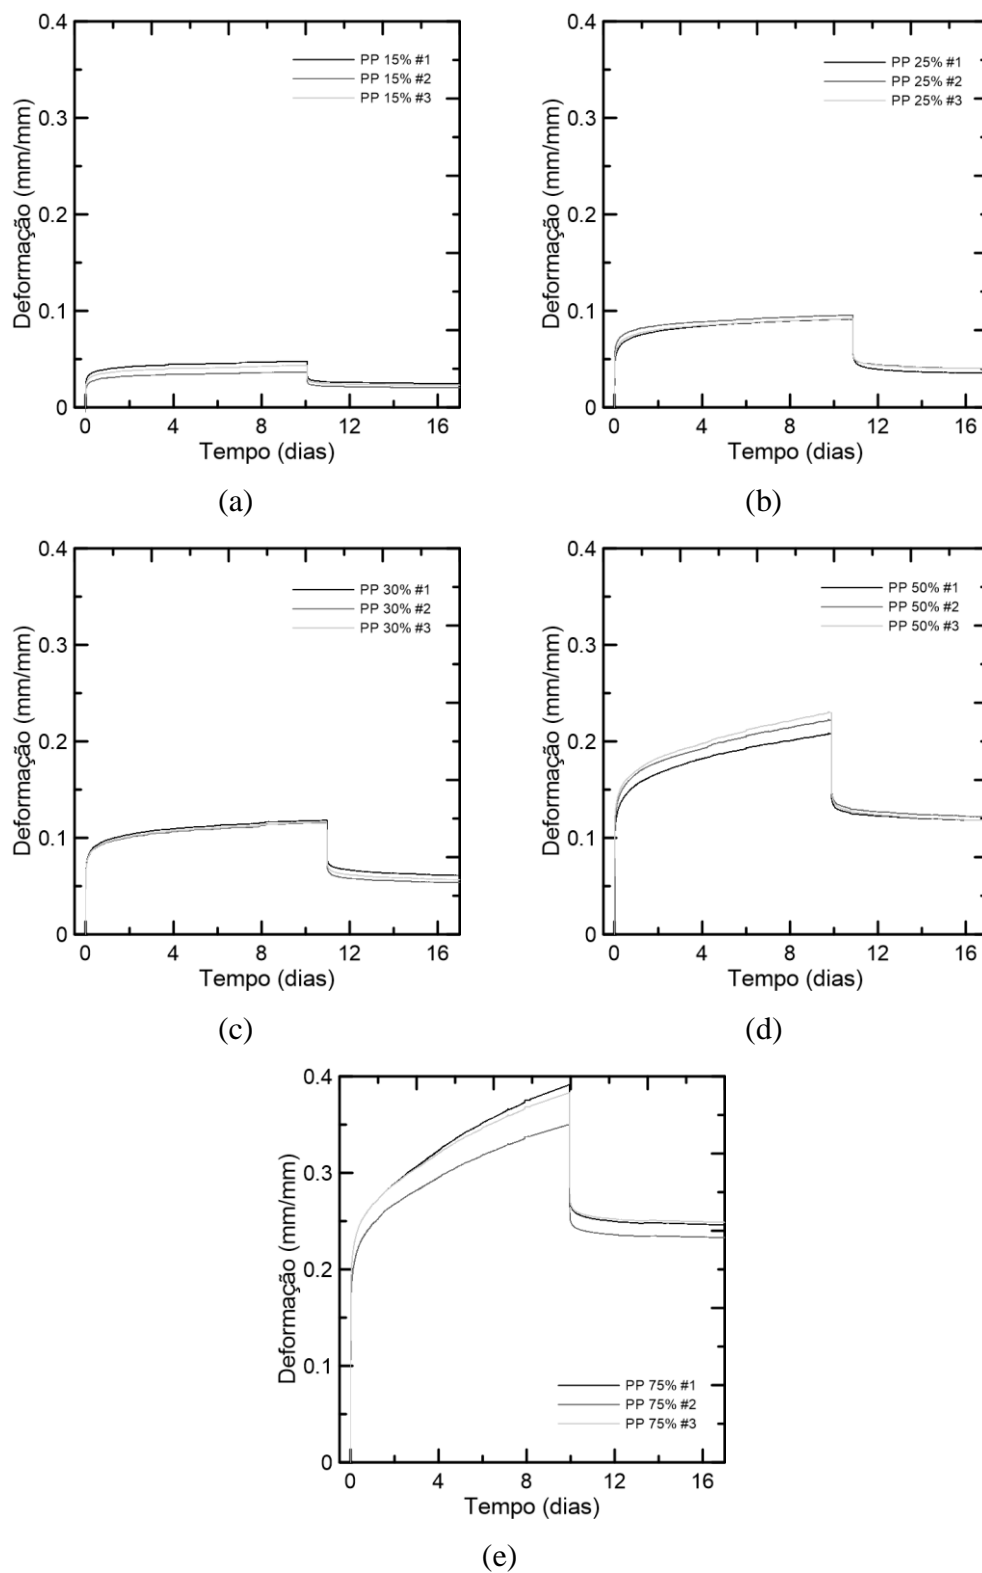 0.4
0.3
0.2
0.1
0
Deformação (mm/mm)
PP 15% #1
PP 15% #2
PP 15% #3
0 4 8 12 16
Tempo (dias)
(a)
0.4
0.3
0.2
0.1
0
Deformação (mm/mm)
PP 25% #1
PP 25% #2
PP 25% #3
0 4 8 12 16
Tempo (dias)
(b)
0.4
0.3
0.2
0.1
0
Deformação (mm/mm)
PP 30% #1
PP 30% #2
PP 30% #3
0 4 8 12 16
Tempo (dias)
(c)
0.4
0.3
0.2
0.1
0
Deformação (mm/mm)
PP 50% #1
PP 50% #2
PP 50% #3
0 4 8 12 16
Tempo (dias)
(d)
0.4
0.3
0.2
0.1
0
Deformação (mm/mm)
PP 75% #1
PP 75% #2
PP 75% #3
0 4 8 12 16
Tempo (dias)
(e)